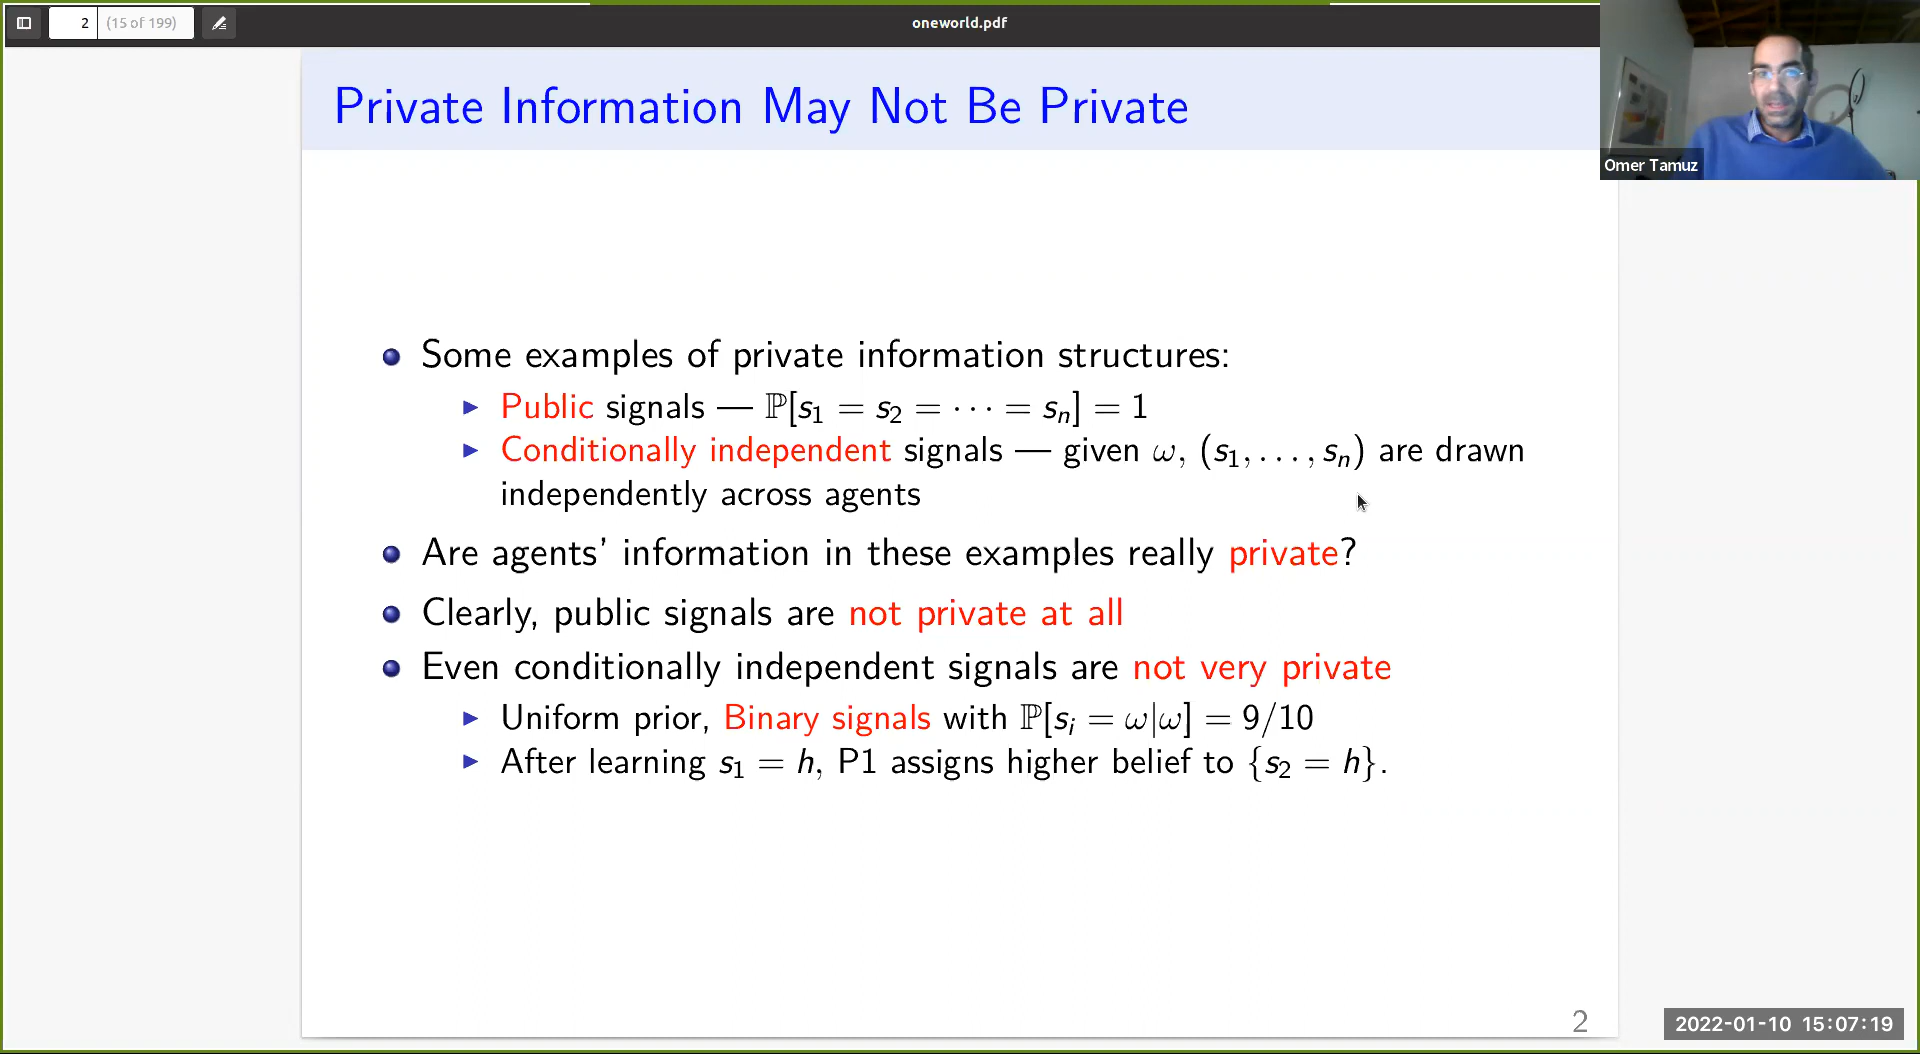 2 (15 of 199) oneworld.pdf
Private Information May Not Be Private
Omer Tamuz
Some examples of private information structures:
Public signals — ℙ[s₁ = s₂ = ··· = sₙ] = 1
Conditionally independent signals — given ω, (s₁, . . . , sₙ) are drawn
independently across agents
Are agents' information in these examples really private?
Clearly, public signals are not private at all
Even conditionally independent signals are not very private
Uniform prior, Binary signals with ℙ[sᵢ = ω|ω] = 9/10
After learning s₁ = h, P1 assigns higher belief to {s₂ = h}.
2
2022-01-10 15:07:19